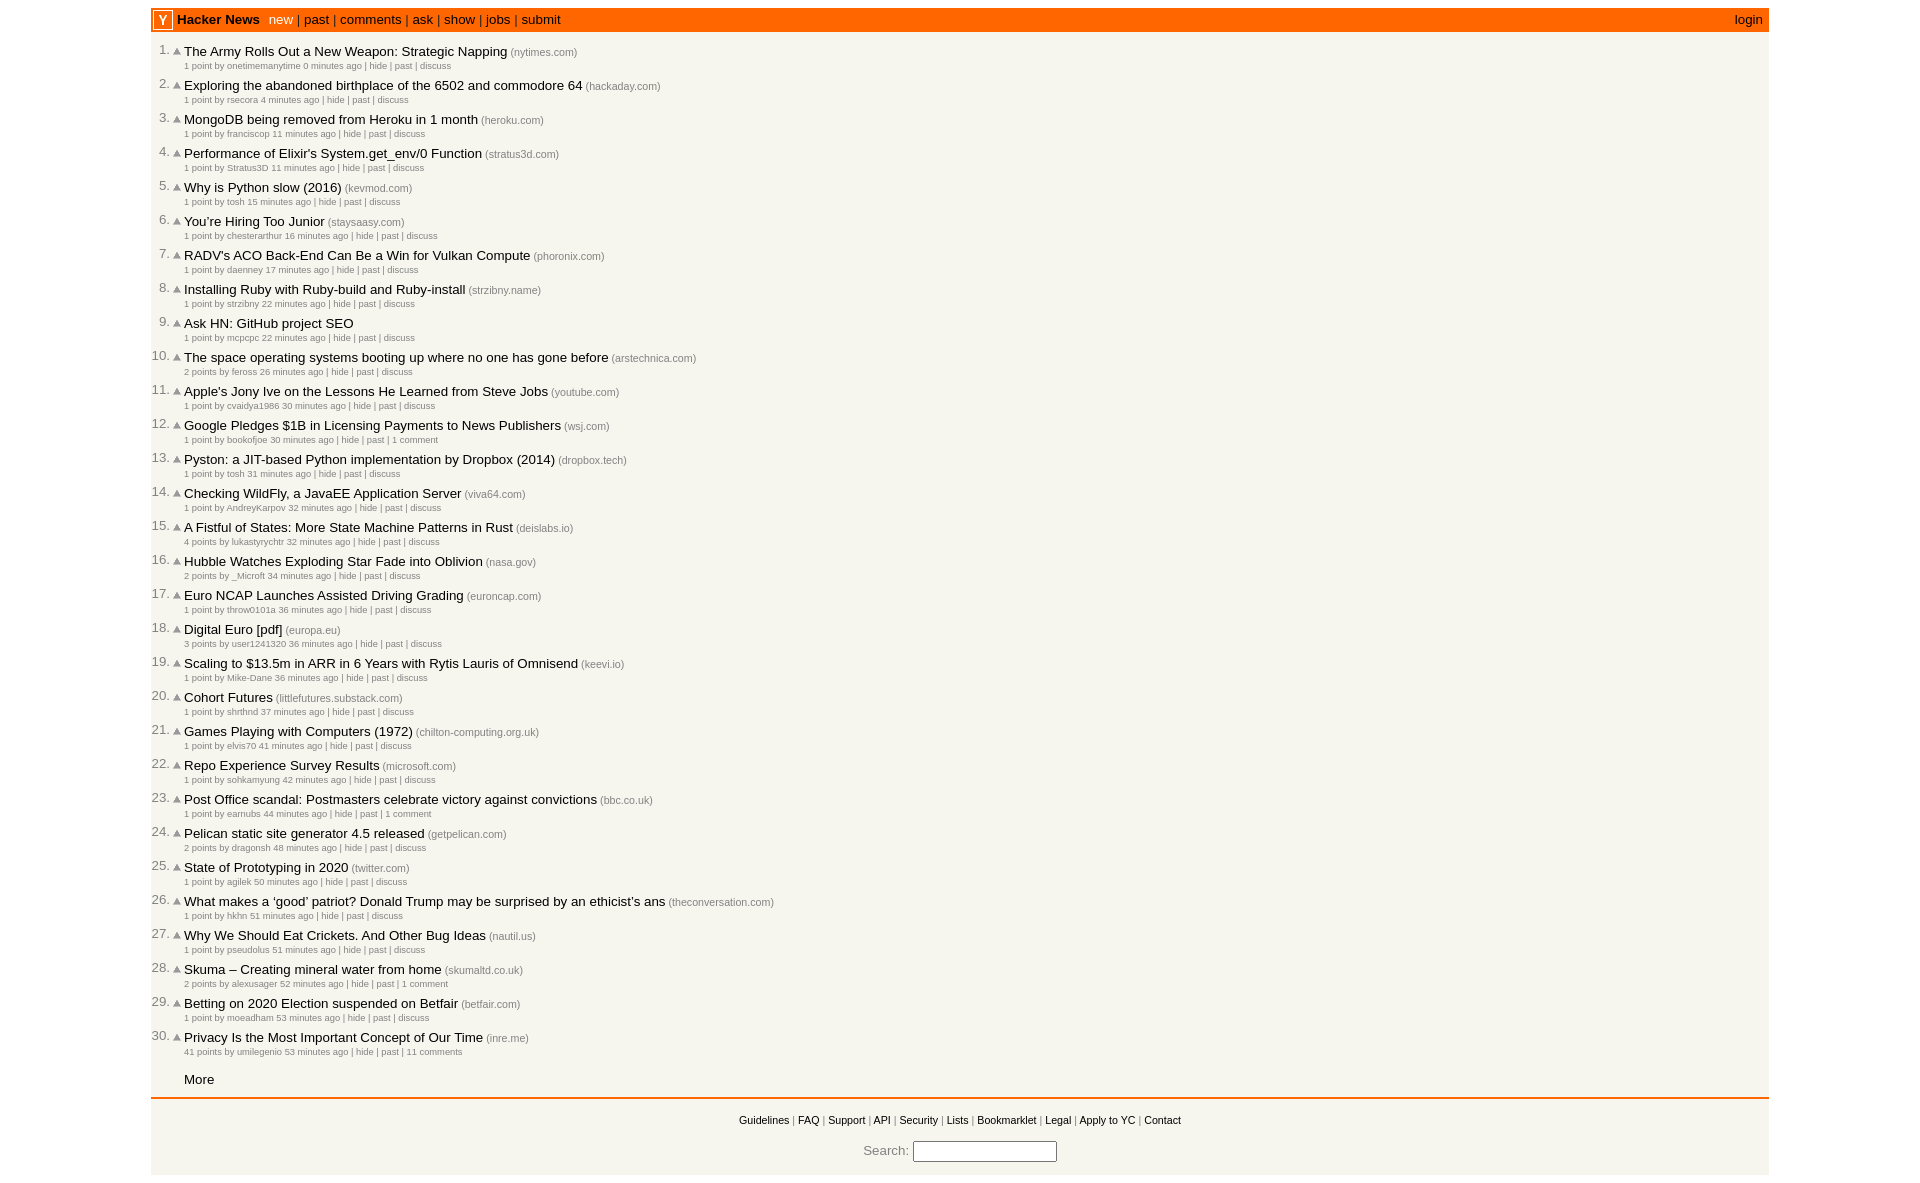 Y Hacker News new | past | comments | ask | show | jobs | submit login
1. The Army Rolls Out a New Weapon: Strategic Napping (nytimes.com)
1 point by onetimemanytime 0 minutes ago | hide | past | discuss
2. Exploring the abandoned birthplace of the 6502 and commodore 64 (hackaday.com)
1 point by rsecora 4 minutes ago | hide | past | discuss
3. MongoDB being removed from Heroku in 1 month (heroku.com)
1 point by franciscop 11 minutes ago | hide | past | discuss
4. Performance of Elixir's System.get_env/0 Function (stratus3d.com)
1 point by Stratus3D 11 minutes ago | hide | past | discuss
5. Why is Python slow (2016) (kevmod.com)
1 point by tosh 15 minutes ago | hide | past | discuss
6. You’re Hiring Too Junior (staysaasy.com)
1 point by chesterarthur 16 minutes ago | hide | past | discuss
7. RADV's ACO Back-End Can Be a Win for Vulkan Compute (phoronix.com)
1 point by daenney 17 minutes ago | hide | past | discuss
8. Installing Ruby with Ruby-build and Ruby-install (strzibny.name)
1 point by strzibny 22 minutes ago | hide | past | discuss
9. Ask HN: GitHub project SEO
1 point by mcpcpc 22 minutes ago | hide | past | discuss
10. The space operating systems booting up where no one has gone before (arstechnica.com)
2 points by feross 26 minutes ago | hide | past | discuss
11. Apple's Jony Ive on the Lessons He Learned from Steve Jobs (youtube.com)
1 point by cvaidya1986 30 minutes ago | hide | past | discuss
12. Google Pledges $1B in Licensing Payments to News Publishers (wsj.com)
1 point by bookofjoe 30 minutes ago | hide | past | 1 comment
13. Pyston: a JIT-based Python implementation by Dropbox (2014) (dropbox.tech)
1 point by tosh 31 minutes ago | hide | past | discuss
14. Checking WildFly, a JavaEE Application Server (viva64.com)
1 point by AndreyKarpov 32 minutes ago | hide | past | discuss
15. A Fistful of States: More State Machine Patterns in Rust (deislabs.io)
4 points by lukastyrychtr 32 minutes ago | hide | past | discuss
16. Hubble Watches Exploding Star Fade into Oblivion (nasa.gov)
2 points by _Microft 34 minutes ago | hide | past | discuss
17. Euro NCAP Launches Assisted Driving Grading (euroncap.com)
1 point by throw0101a 36 minutes ago | hide | past | discuss
18. Digital Euro [pdf] (europa.eu)
3 points by user1241320 36 minutes ago | hide | past | discuss
19. Scaling to $13.5m in ARR in 6 Years with Rytis Lauris of Omnisend (keevi.io)
1 point by Mike-Dane 36 minutes ago | hide | past | discuss
20. Cohort Futures (littlefutures.substack.com)
1 point by shrthnd 37 minutes ago | hide | past | discuss
21. Games Playing with Computers (1972) (chilton-computing.org.uk)
1 point by elvis70 41 minutes ago | hide | past | discuss
22. Repo Experience Survey Results (microsoft.com)
1 point by sohkamyung 42 minutes ago | hide | past | discuss
23. Post Office scandal: Postmasters celebrate victory against convictions (bbc.co.uk)
1 point by earnubs 44 minutes ago | hide | past | 1 comment
24. Pelican static site generator 4.5 released (getpelican.com)
2 points by dragonsh 48 minutes ago | hide | past | discuss
25. State of Prototyping in 2020 (twitter.com)
1 point by agilek 50 minutes ago | hide | past | discuss
26. What makes a ‘good’ patriot? Donald Trump may be surprised by an ethicist’s ans (theconversation.com)
1 point by hkhn 51 minutes ago | hide | past | discuss
27. Why We Should Eat Crickets. And Other Bug Ideas (nautil.us)
1 point by pseudolus 51 minutes ago | hide | past | discuss
28. Skuma – Creating mineral water from home (skumaltd.co.uk)
2 points by alexusager 52 minutes ago | hide | past | 1 comment
29. Betting on 2020 Election suspended on Betfair (betfair.com)
1 point by moeadham 53 minutes ago | hide | past | discuss
30. Privacy Is the Most Important Concept of Our Time (inre.me)
41 points by umilegenio 53 minutes ago | hide | past | 11 comments
More
Guidelines | FAQ | Support | API | Security | Lists | Bookmarklet | Legal | Apply to YC | Contact
Search: